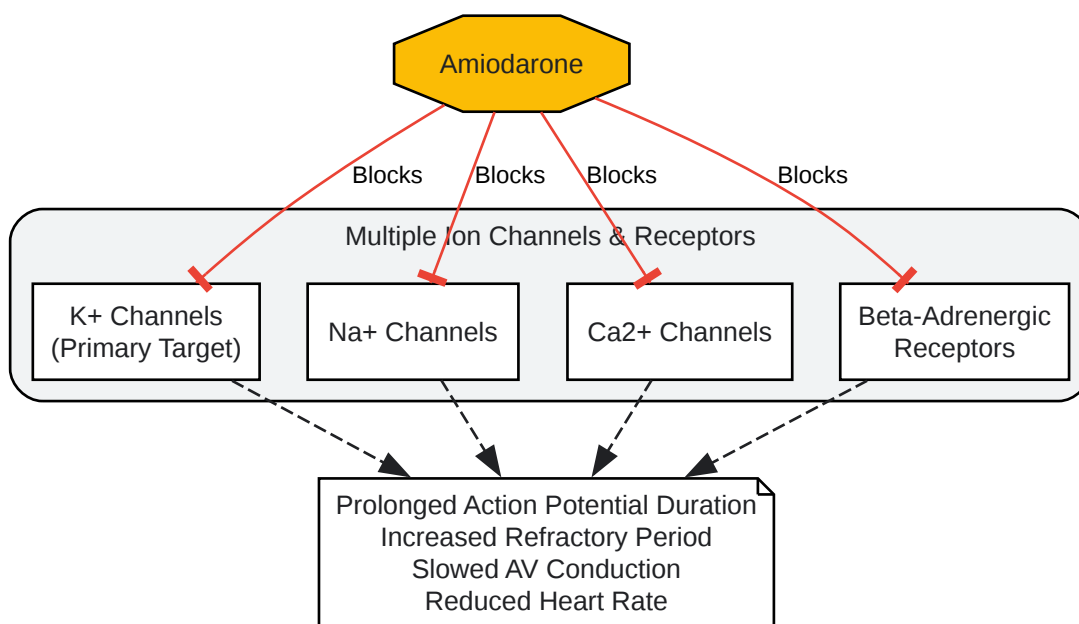 Amiodarone
Blocks
Blocks
Blocks
Blocks
Multiple Ion Channels & Receptors
K+ Channels
(Primary Target)
Na+ Channels
Ca2+ Channels
Beta-Adrenergic
Receptors
Prolonged Action Potential Duration
Increased Refractory Period
Slowed AV Conduction
Reduced Heart Rate